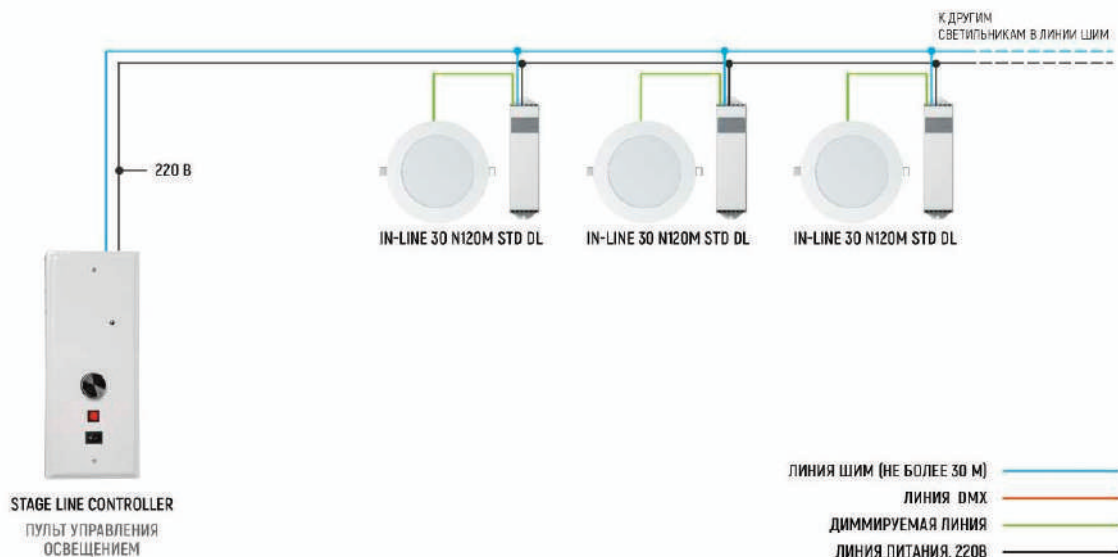 К ДРУГИМ
СВЕТИЛЬНИКАМ В ЛИНИИ ШИМ
220 В
IN-LINE 30 N120M STD DL
IN-LINE 30 N120M STD DL
IN-LINE 30 N120M STD DL
STAGE LINE CONTROLLER
ПУЛЬТ УПРАВЛЕНИЯ
ОСВЕЩЕНИЕМ
ЛИНИЯ ШИМ (НЕ БОЛЕЕ 30 М)
ЛИНИЯ DMX
ДИММИРУЕМАЯ ЛИНИЯ
ЛИНИЯ ПИТАНИЯ, 220В